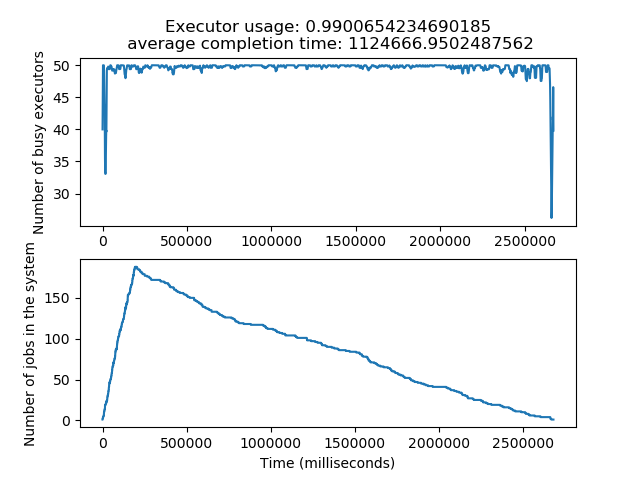 Executor usage: 0.9900654234690185
average completion time: 1124666.9502487562
Number of busy executors
50
45
40
35
30
0 500000 1000000 1500000 2000000 2500000
Number of jobs in the system
150
100
50
0
0 500000 1000000 1500000 2000000 2500000
Time (milliseconds)